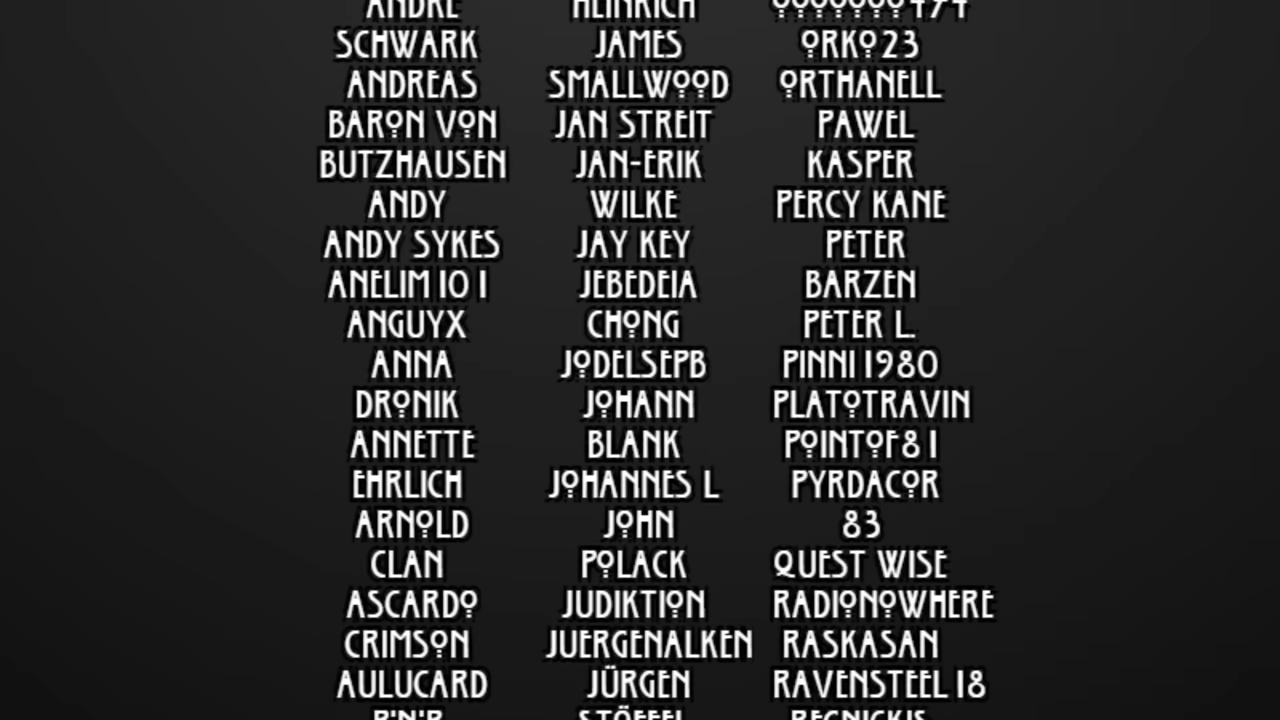 ANDRE
SCHWARK
ANDREAS
BARON VON
BUTZHAUSEN
ANDY
ANDY SYKES
ANELIM101
ANGUYX
ANNA
DRONIK
ANNETTE
EHRLICH
ARNOLD
CLAN
ASCARDO
CRIMSON
AULUCARD
HEINRICH
JAMES
SMALLWOOD
JAN STREIT
JAN-ERIK
WILKE
JAY KEY
JEBEDEIA
CHONG
JODELSEPB
JOHANN
BLANK
JOHANNES L
JOHN
POLACK
JUDIKTION
JUERGENALKEN
JÜRGEN
STÖFFEL
ORKO23
ORTHANELL
PAWEL
KASPER
PERCY KANE
PETER
BARZEN
PETER L.
PINNI1980
PLATOTRAVIN
POINTOF81
PYRDACOR
83
QUEST WISE
RADIONOWHERE
RASKASAN
RAVENSTEEL18